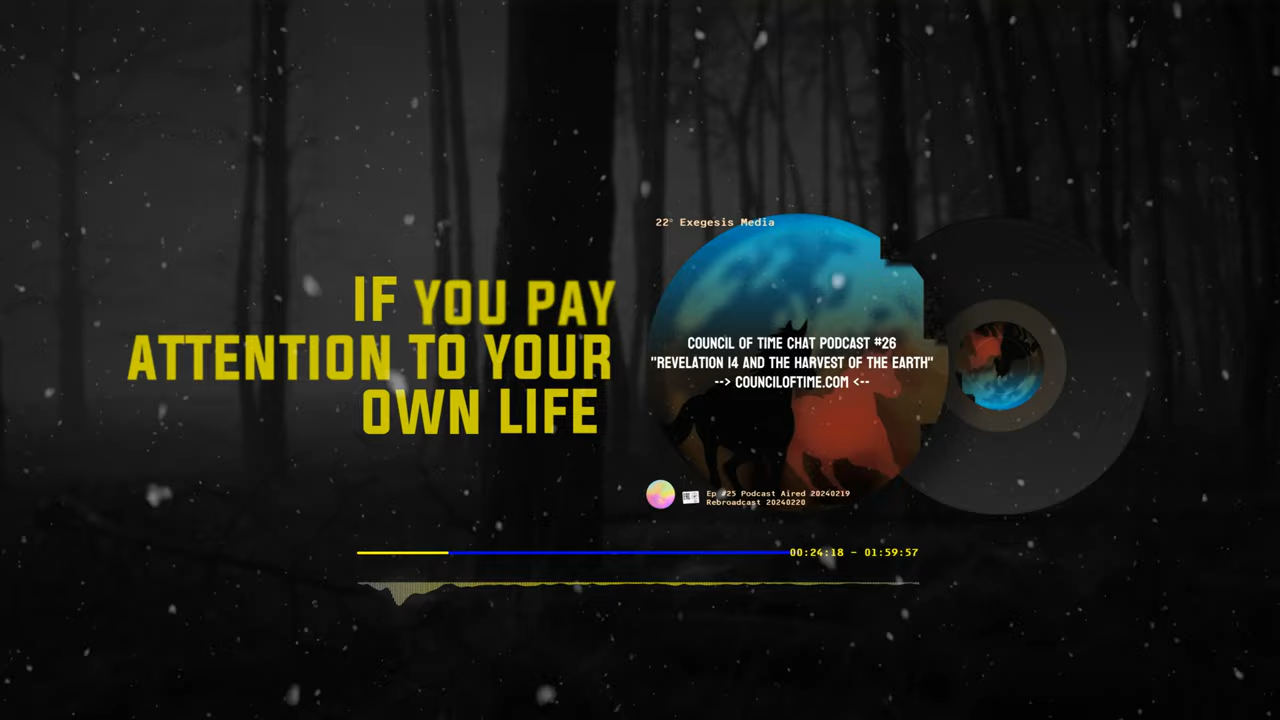 IF YOU PAY
ATTENTION TO YOUR
OWN LIFE
22° Exegesis Media
COUNCIL OF TIME CHAT PODCAST #26
"REVELATION 14 AND THE HARVEST OF THE EARTH"
--> COUNCILOFTIME.COM <--
Ep #25 Podcast Aired 20240219
Rebroadcast 20240220
00:24:18 - 01:59:57